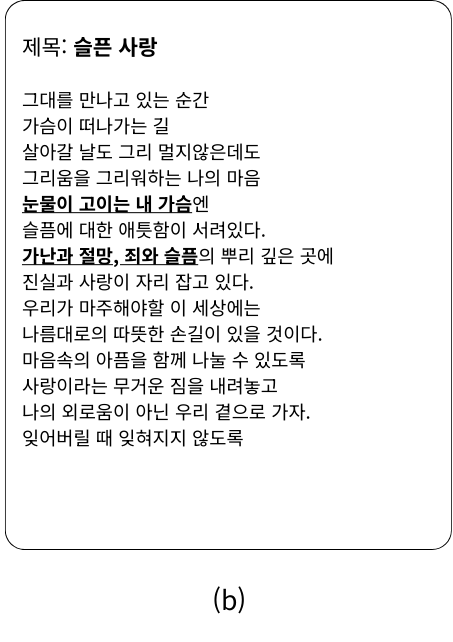 제목: 슬픈 사랑
그대를 만나고 있는 순간
가슴이 떠나가는 길
살아갈 날도 그리 멀지않은데도
그리움을 그리워하는 나의 마음
눈물이 고이는 내 가슴엔
슬픔에 대한 애틋함이 서려있다.
가난과 절망, 죄와 슬픔의 뿌리 깊은 곳에
진실과 사랑이 자리 잡고 있다.
우리가 마주해야할 이 세상에는
나름대로의 따뜻한 손길이 있을 것이다.
마음속의 아픔을 함께 나눌 수 있도록
사랑이라는 무거운 짐을 내려놓고
나의 외로움이 아닌 우리 곁으로 가자.
잊어버릴 때 잊혀지지 않도록
(b)